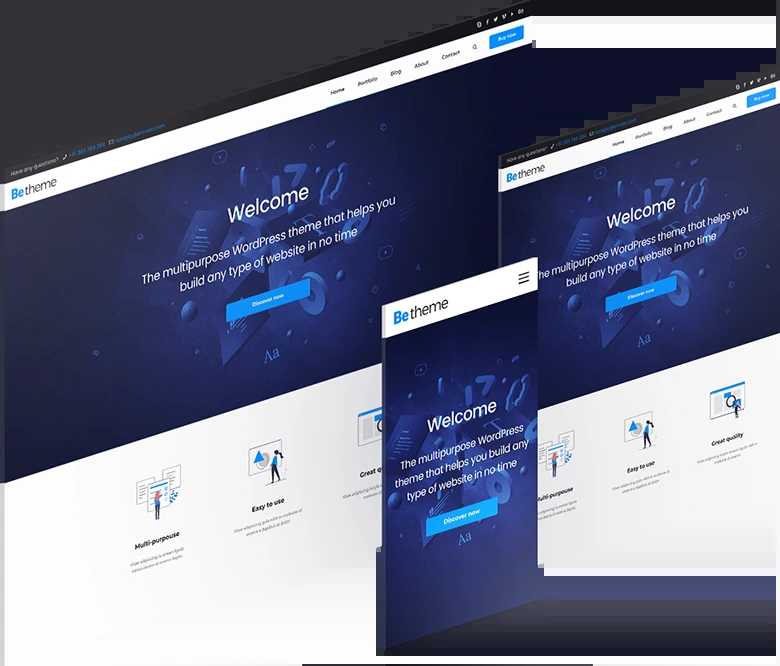 Have any questions? +61 383 766 284 noreply@envato.com
Be theme
Home Portfolio Blog About Contact
Buy now
Welcome
The multipurpose WordPress theme that helps you
build any type of website in no time
Discover now
Aa
Multi-purpouse
Easy to use
Great q
Have any questions? +61 383 766 284 noreply@envato.com
Be theme
Home Portfolio Blog About Contact
Buy now
Welcome
The multipurpose WordPress theme that helps you
build any type of website in no time
Discover now
Aa
Multi-purpouse
Easy to use
Great quality
Be theme
Welcome
The multipurpose WordPress
theme that helps you build any
type of website in no time
Discover now
Aa